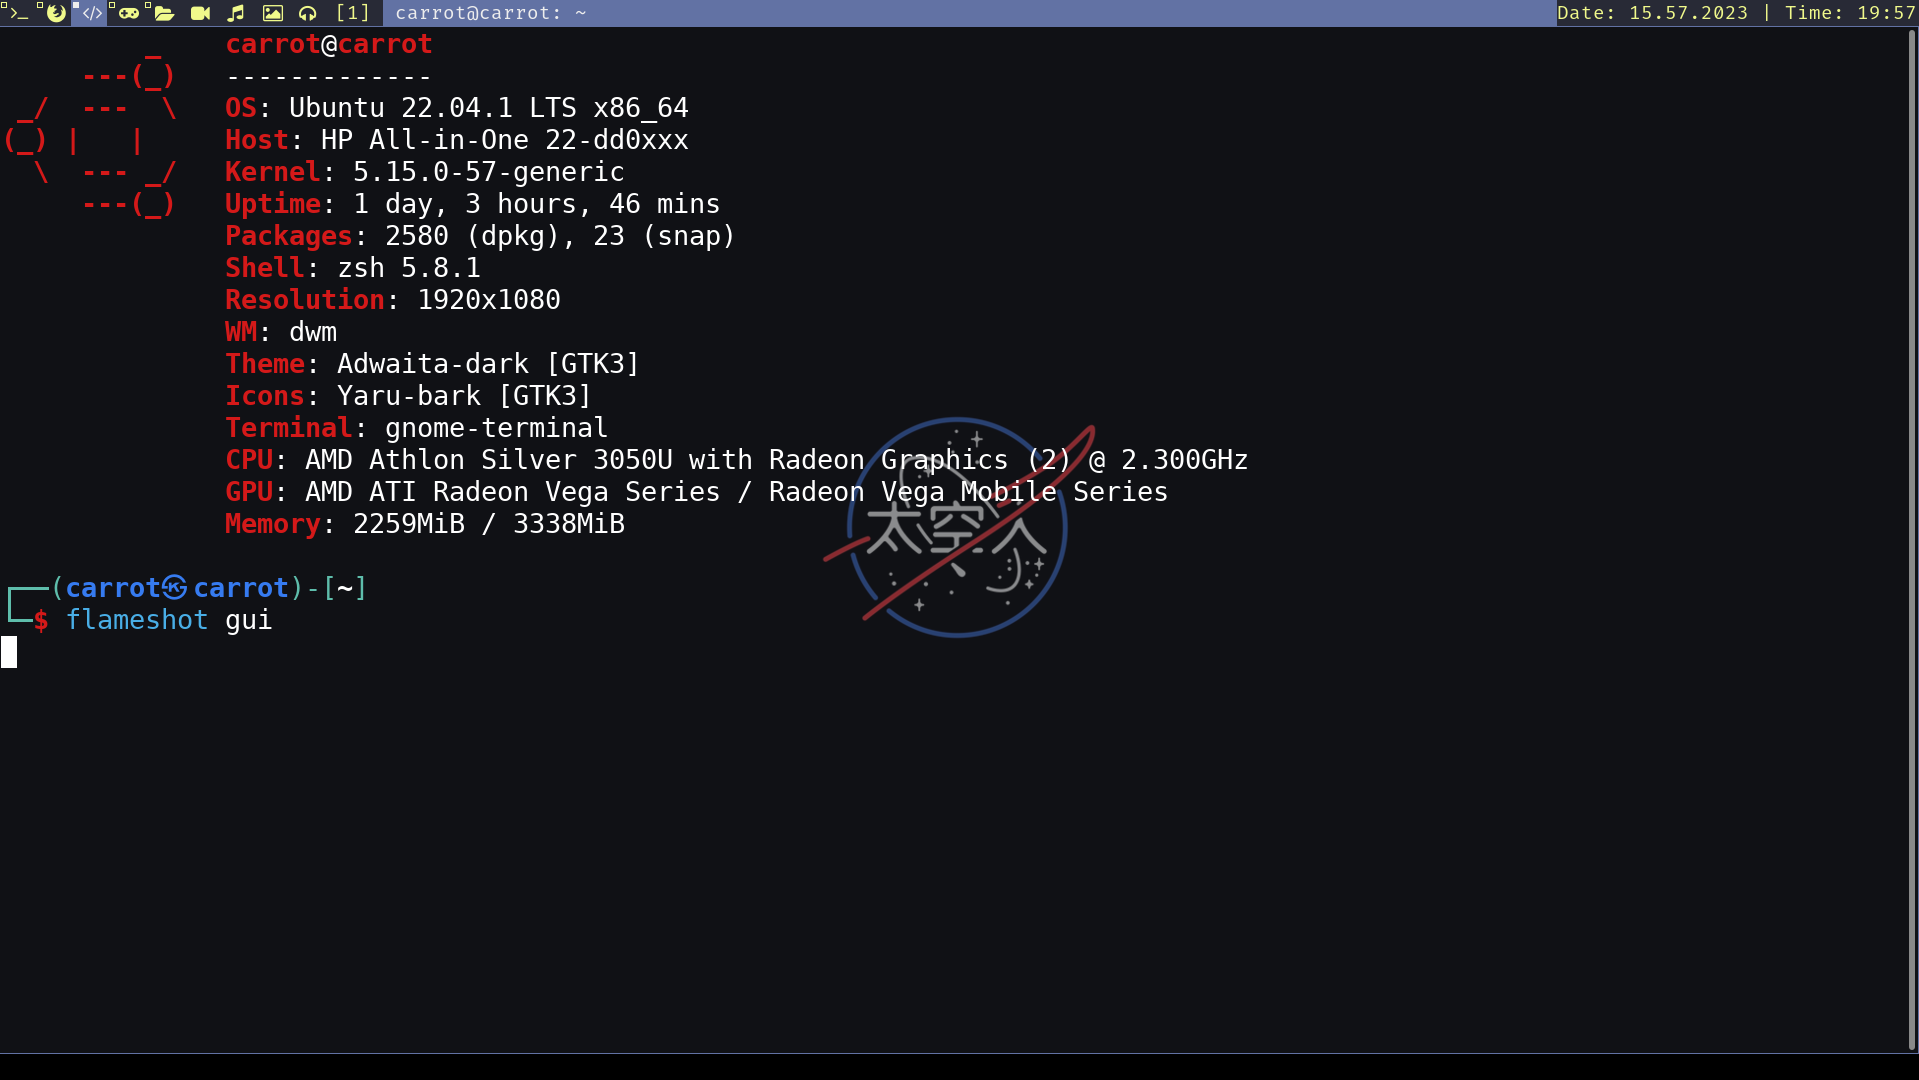 [1] carrot@carrot: ~ Date: 15.57.2023 | Time: 19:57
carrot@carrot
-------------
OS: Ubuntu 22.04.1 LTS x86_64
Host: HP All-in-One 22-dd0xxx
Kernel: 5.15.0-57-generic
Uptime: 1 day, 3 hours, 46 mins
Packages: 2580 (dpkg), 23 (snap)
Shell: zsh 5.8.1
Resolution: 1920x1080
WM: dwm
Theme: Adwaita-dark [GTK3]
Icons: Yaru-bark [GTK3]
Terminal: gnome-terminal
CPU: AMD Athlon Silver 3050U with Radeon Graphics (2) @ 2.300GHz
GPU: AMD ATI Radeon Vega Series / Radeon Vega Mobile Series
Memory: 2259MiB / 3338MiB
太空人
┌──(carrot㉿carrot)-[~]
└─$ flameshot gui